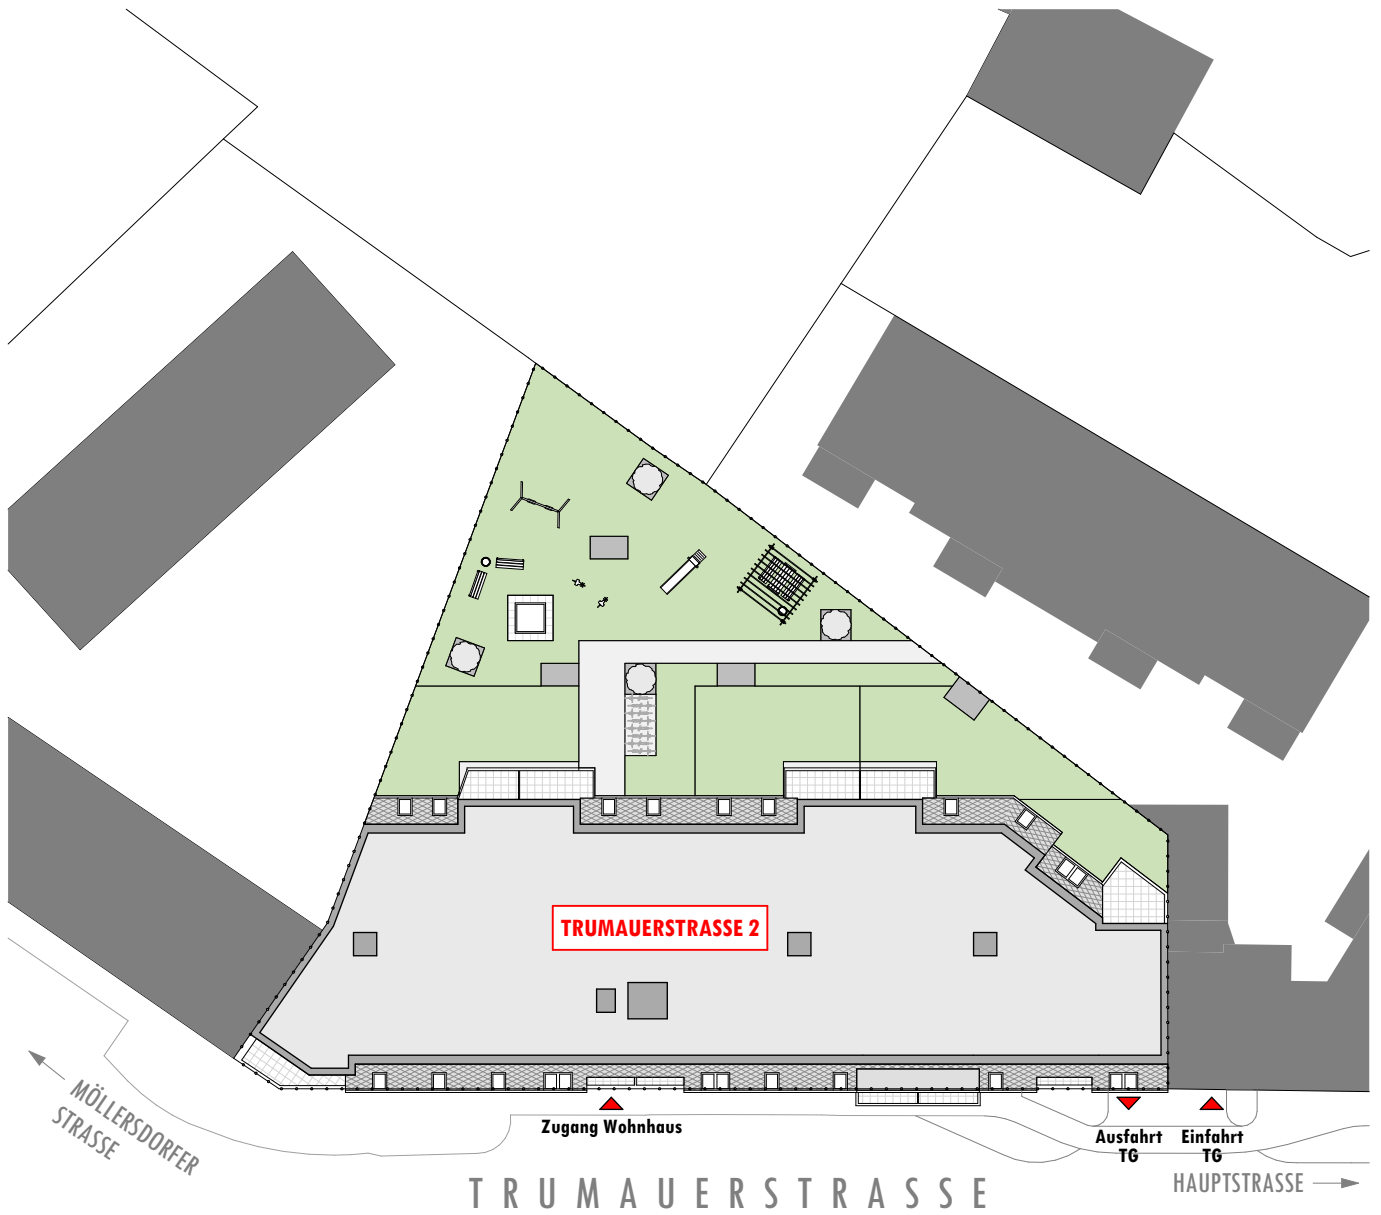 TRUMAUERSTRASSE 2
MÖLLERSDORFER
STRASSE
Zugang Wohnhaus
Ausfahrt
TG
Einfahrt
TG
HAUPTSTRASSE
TRUMAUERSTRASSE